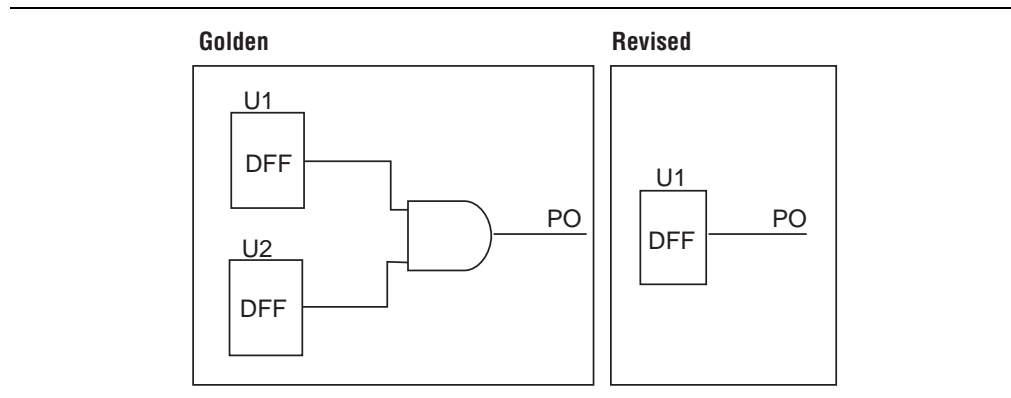 Golden
Revised
U1
DFF
U2
DFF
PO
U1
DFF
PO